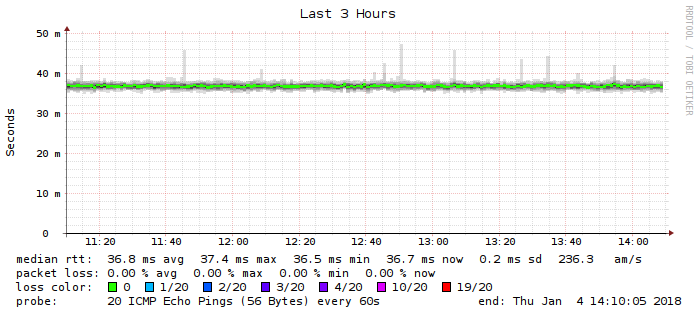 Last 3 Hours
RRDTOOL / TOBI OETIKER
Seconds
50 m
40 m
30 m
20 m
10 m
0
11:20 11:40 12:00 12:20 12:40 13:00 13:20 13:40 14:00
median rtt: 36.8 ms avg 37.4 ms max 36.5 ms min 36.7 ms now 0.2 ms sd 236.3 am/s
packet loss: 0.00 % avg 0.00 % max 0.00 % min 0.00 % now
loss color: 0 1/20 2/20 3/20 4/20 10/20 19/20
probe: 20 ICMP Echo Pings (56 Bytes) every 60s end: Thu Jan 4 14:10:05 2018